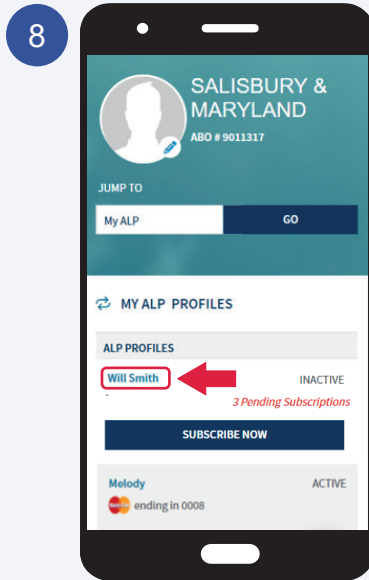 8
SALISBURY &
MARYLAND
ABO # 9011317
JUMP TO
My ALP GO
MY ALP PROFILES
ALP PROFILES
Will Smith INACTIVE
-
3 Pending Subscriptions
SUBSCRIBE NOW
Melody ACTIVE
ending in 0008